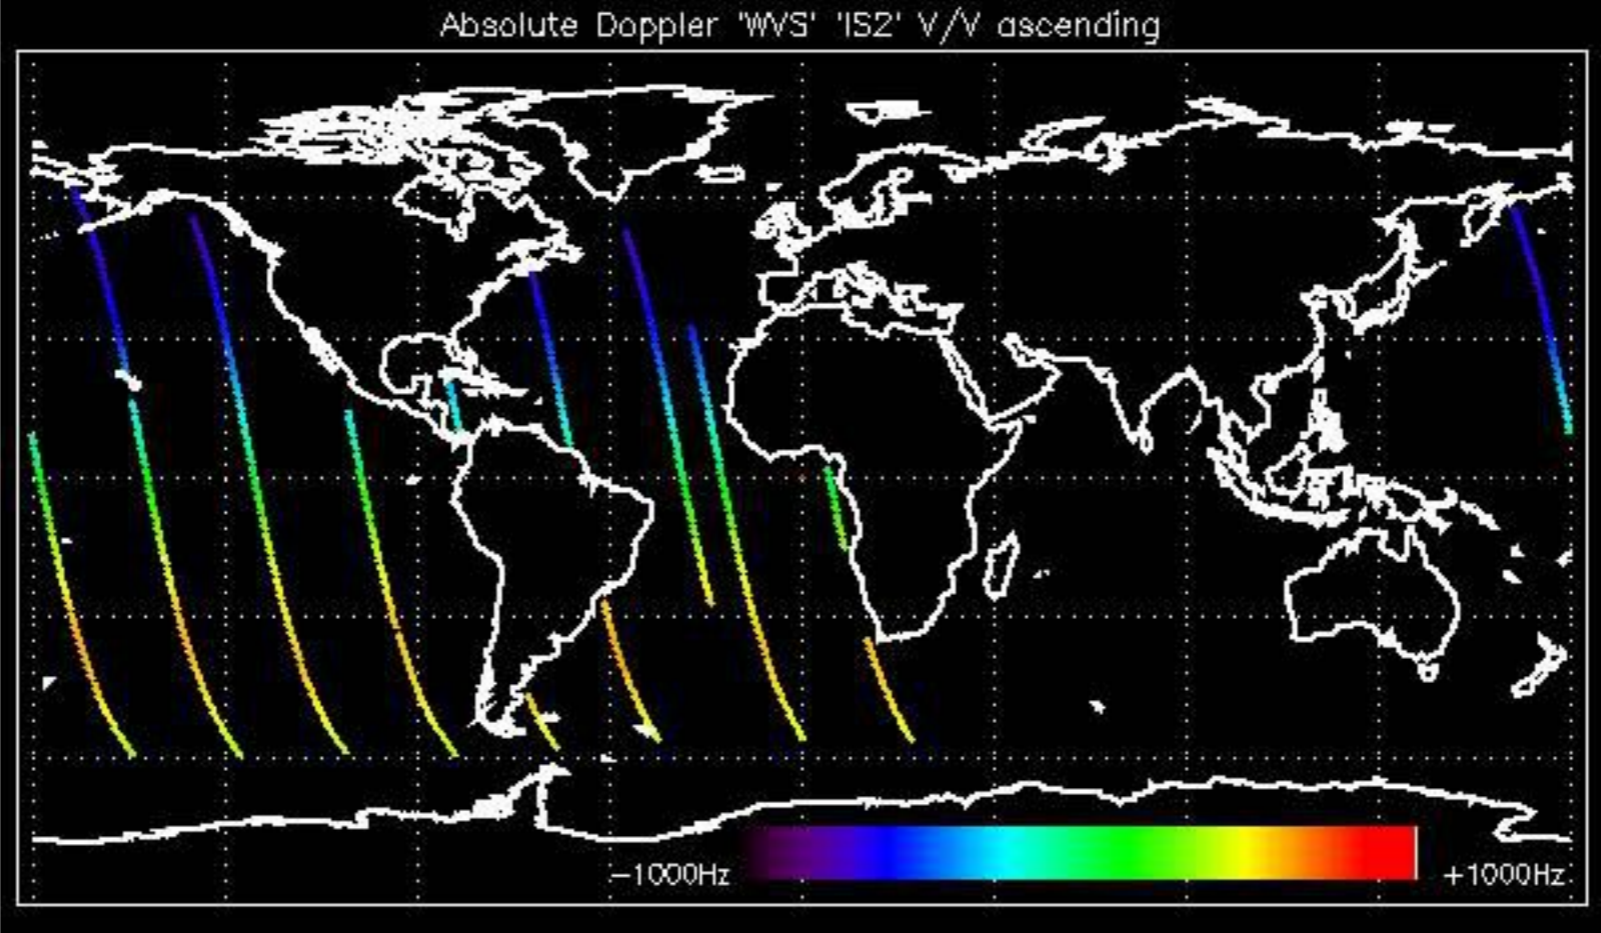 Absolute Doppler 'WVS' 'IS2' V/V ascending
-1000Hz +1000Hz